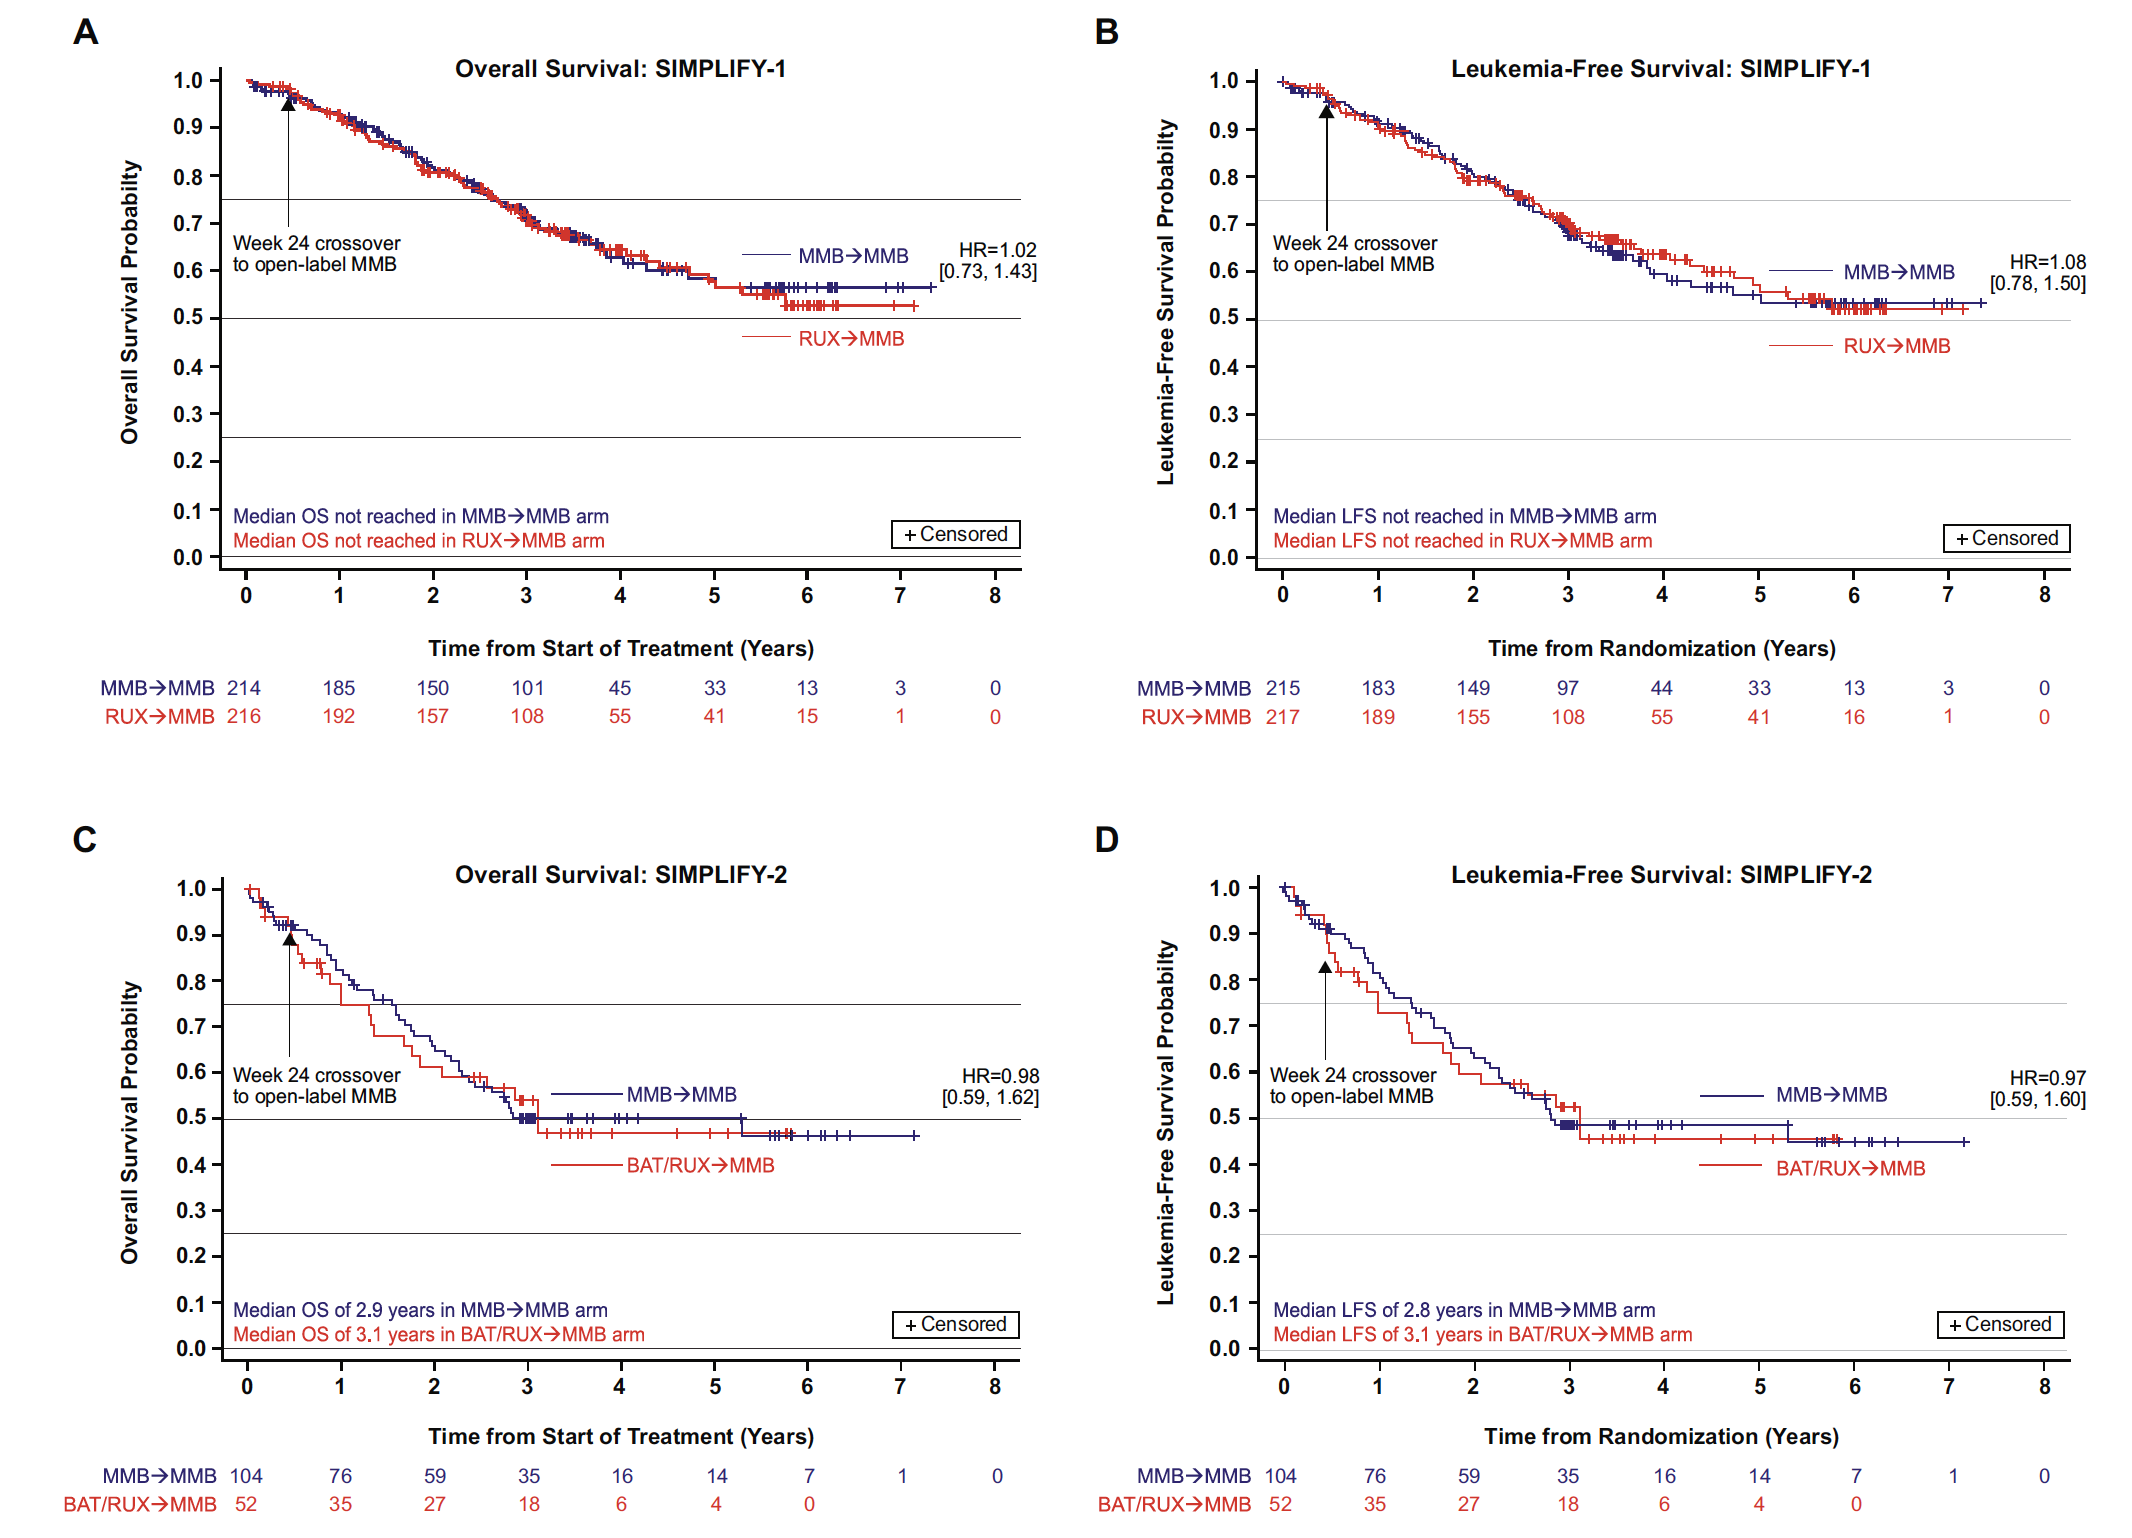 A
Overall Survival: SIMPLIFY-1
Overall Survival Probabilty
1.0
0.9
0.8
0.7
0.6
0.5
0.4
0.3
0.2
0.1
0.0
Week 24 crossover
to open-label MMB
MMB→MMB
HR=1.02
[0.73, 1.43]
RUX→MMB
Median OS not reached in MMB→MMB arm
Median OS not reached in RUX→MMB arm
+ Censored
0 1 2 3 4 5 6 7 8
Time from Start of Treatment (Years)
MMB→MMB 214 185 150 101 45 33 13 3 0
RUX→MMB 216 192 157 108 55 41 15 1 0
B
Leukemia-Free Survival: SIMPLIFY-1
Leukemia-Free Survival Probabilty
1.0
0.9
0.8
0.7
0.6
0.5
0.4
0.3
0.2
0.1
0.0
Week 24 crossover
to open-label MMB
MMB→MMB
HR=1.08
[0.78, 1.50]
RUX→MMB
Median LFS not reached in MMB→MMB arm
Median LFS not reached in RUX→MMB arm
+ Censored
0 1 2 3 4 5 6 7 8
Time from Randomization (Years)
MMB→MMB 215 183 149 97 44 33 13 3 0
RUX→MMB 217 189 155 108 55 41 16 1 0
C
Overall Survival: SIMPLIFY-2
Overall Survival Probabilty
1.0
0.9
0.8
0.7
0.6
0.5
0.4
0.3
0.2
0.1
0.0
Week 24 crossover
to open-label MMB
MMB→MMB
HR=0.98
[0.59, 1.62]
BAT/RUX→MMB
Median OS of 2.9 years in MMB→MMB arm
Median OS of 3.1 years in BAT/RUX→MMB arm
+ Censored
0 1 2 3 4 5 6 7 8
Time from Start of Treatment (Years)
MMB→MMB 104 76 59 35 16 14 7 1 0
BAT/RUX→MMB 52 35 27 18 6 4 0
D
Leukemia-Free Survival: SIMPLIFY-2
Leukemia-Free Survival Probabilty
1.0
0.9
0.8
0.7
0.6
0.5
0.4
0.3
0.2
0.1
0.0
Week 24 crossover
to open-label MMB
MMB→MMB
HR=0.97
[0.59, 1.60]
BAT/RUX→MMB
Median LFS of 2.8 years in MMB→MMB arm
Median LFS of 3.1 years in BAT/RUX→MMB arm
+ Censored
0 1 2 3 4 5 6 7 8
Time from Randomization (Years)
MMB→MMB 104 76 59 35 16 14 7 1 0
BAT/RUX→MMB 52 35 27 18 6 4 0